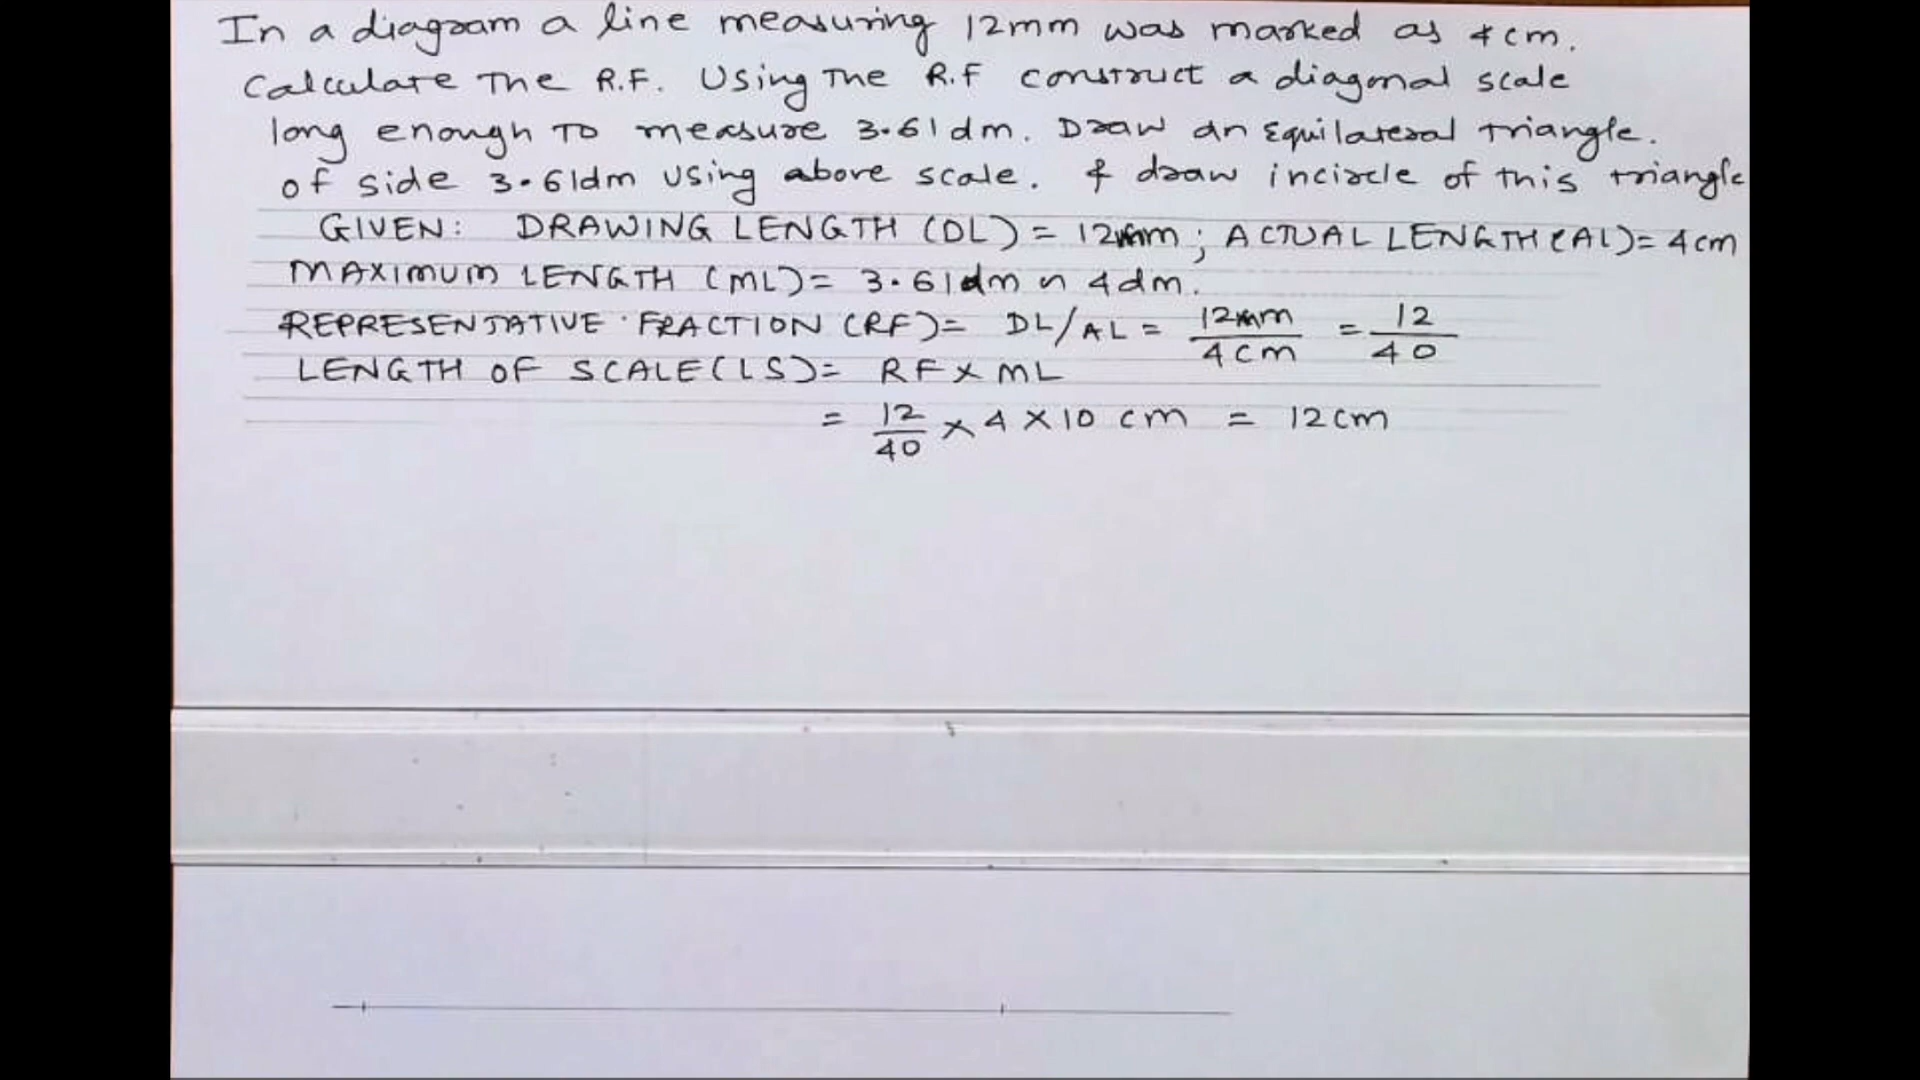 In a diagram a line measuring 12mm was marked as 4cm.
Calculate The R.F. Using The R.F construct a diagonal scale
long enough To measure 3.61dm. Draw an Equilateral triangle.
of side 3.61dm using above scale. & draw incircle of this triangle
GIVEN: DRAWING LENGTH (DL) = 12mm ; ACTUAL LENGTH (AL) = 4cm
MAXIMUM LENGTH (ML) = 3.61dm ∽ 4dm.
REPRESENTATIVE FRACTION (RF) = DL/AL = 12mm/4cm = 12/40
LENGTH OF SCALE (LS) = RF × ML
= 12/40 × 4 × 10 cm = 12cm